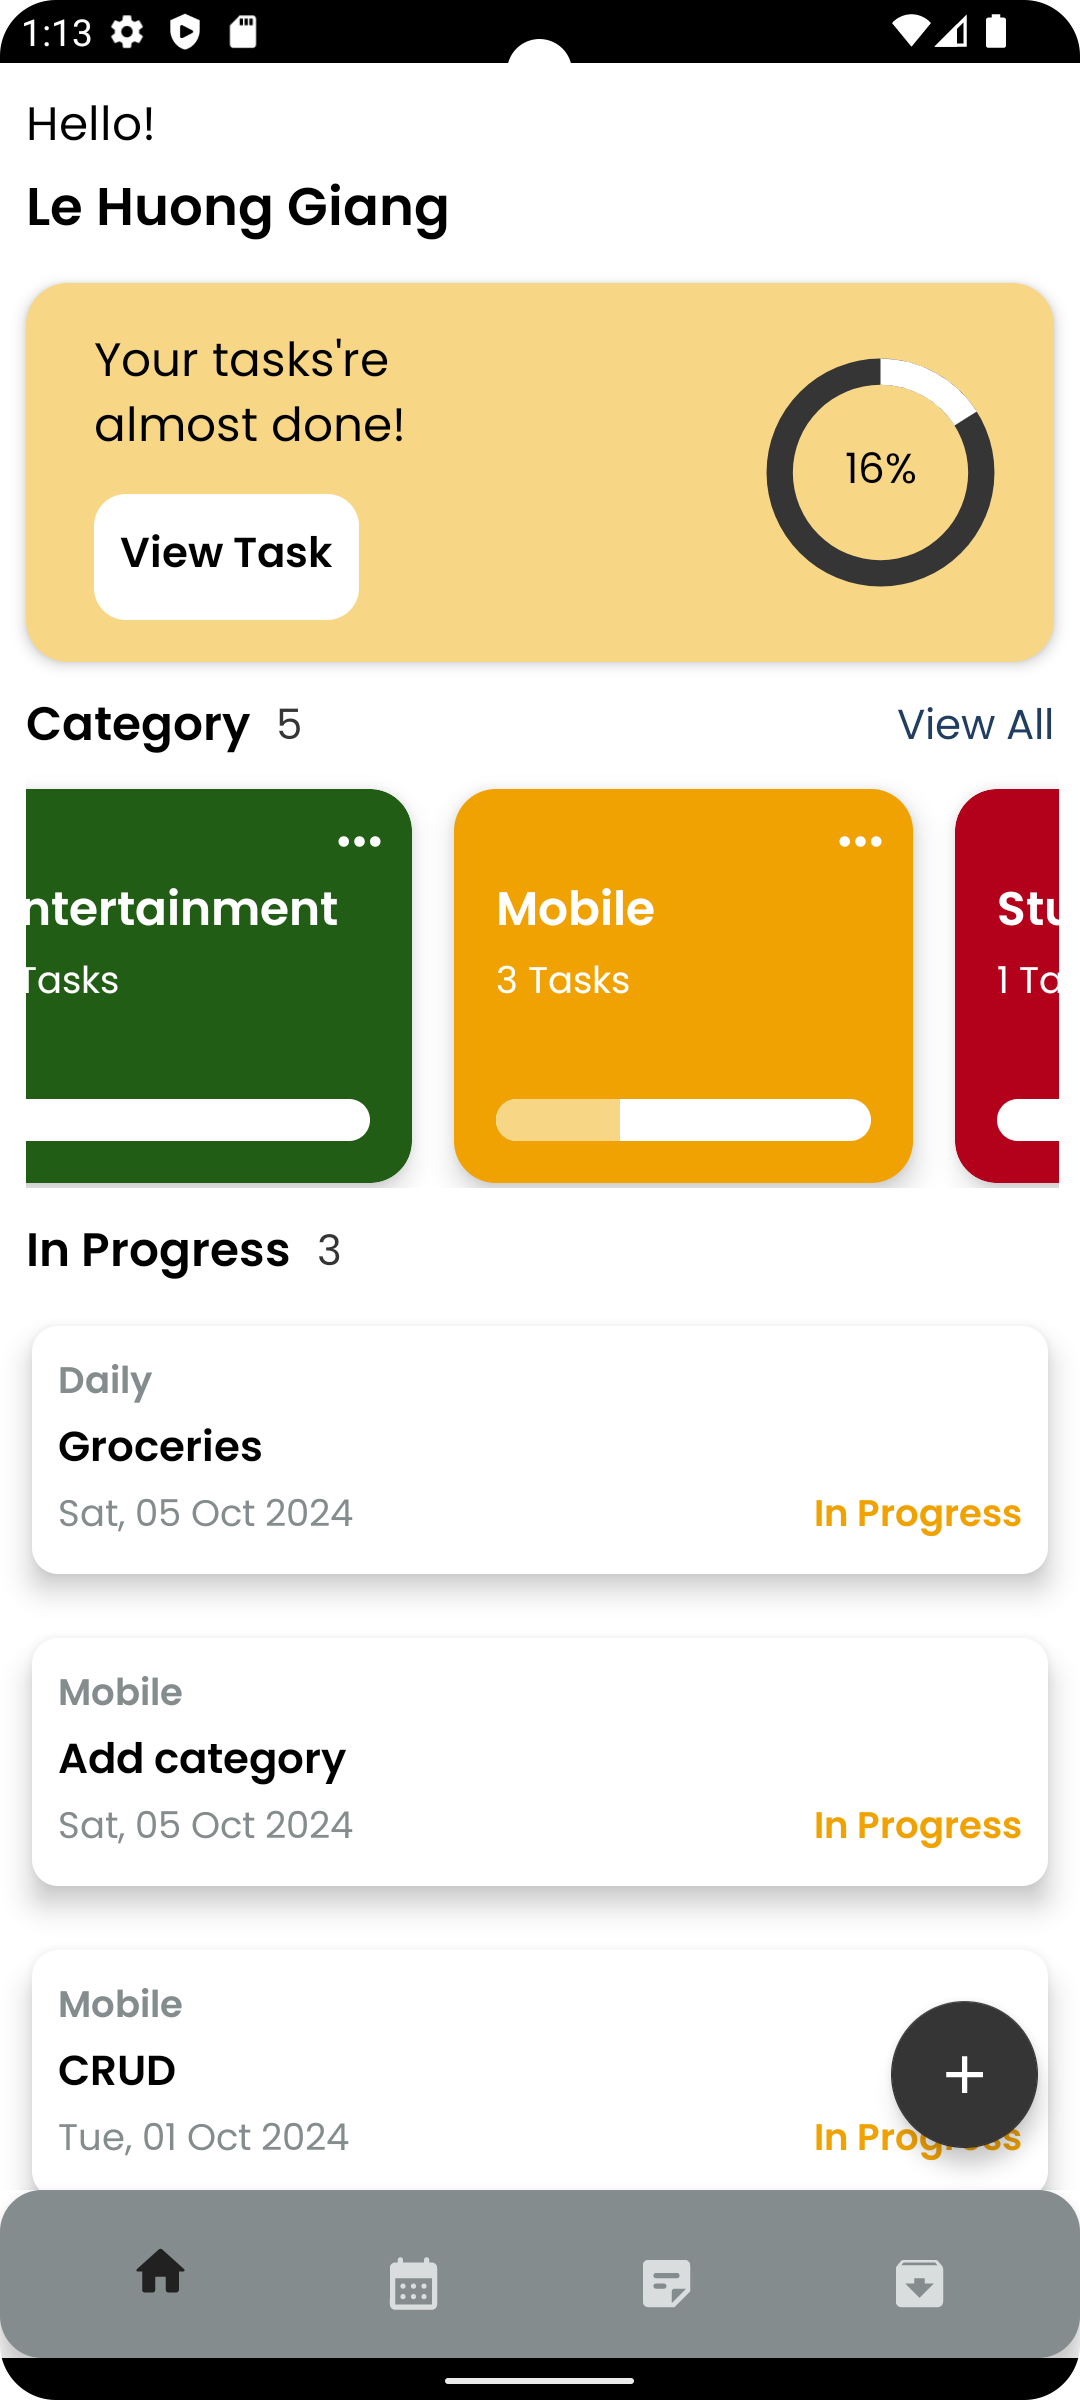 1:13
Hello!
Le Huong Giang
Your tasks're
almost done!
16%
View Task
Category 5
View All
ntertainment
Tasks
Mobile
3 Tasks
Stu
1 Ta
In Progress 3
Daily
Groceries
Sat, 05 Oct 2024
In Progress
Mobile
Add category
Sat, 05 Oct 2024
In Progress
Mobile
CRUD
Tue, 01 Oct 2024
In Progress